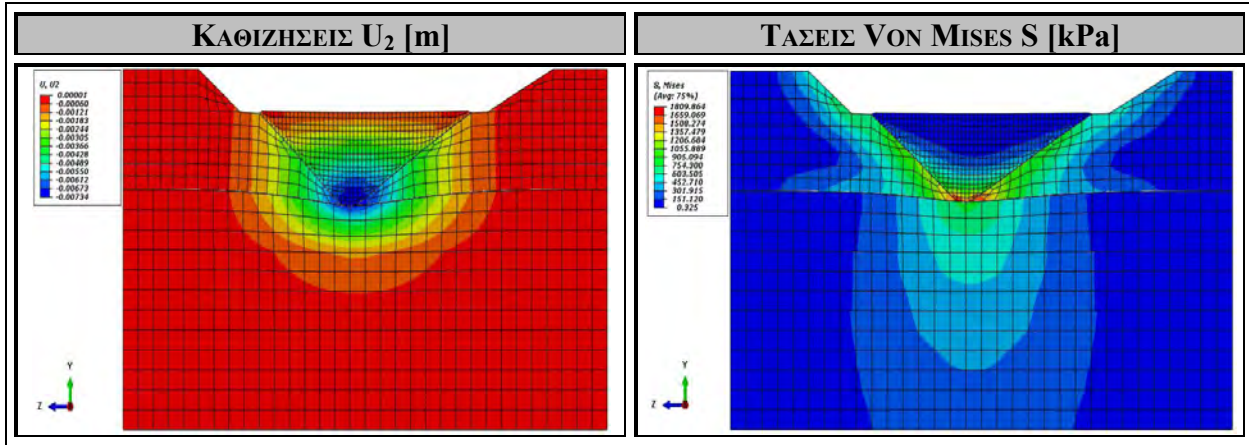 ΚΑΘΙΖΗΣΕΙΣ U2 [m]
ΤΑΣΕΙΣ VON MISES S [kPa]
U, U2
0.00001
-0.00060
-0.00121
-0.00183
-0.00244
-0.00305
-0.00366
-0.00428
-0.00489
-0.00550
-0.00612
-0.00673
-0.00734
Y
Z
S, Mises
(Avg: 75%)
1809.864
1659.069
1508.274
1357.479
1206.684
1055.889
905.094
754.300
603.505
452.710
301.915
151.120
0.325
Y
Z